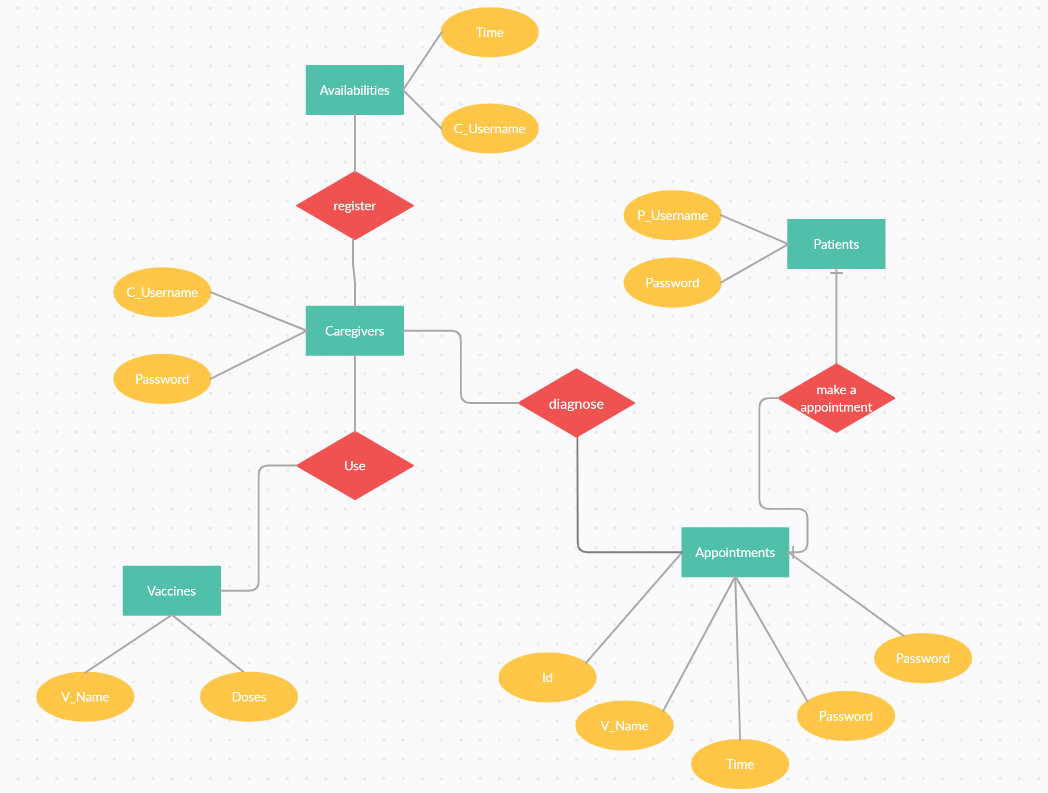 Time
Availabilities
C_Username
register
P_Username
Patients
Password
C_Username
Caregivers
Password
make a
appointment
diagnose
Use
Appointments
Vaccines
Password
Id
V_Name
Doses
Password
V_Name
Time